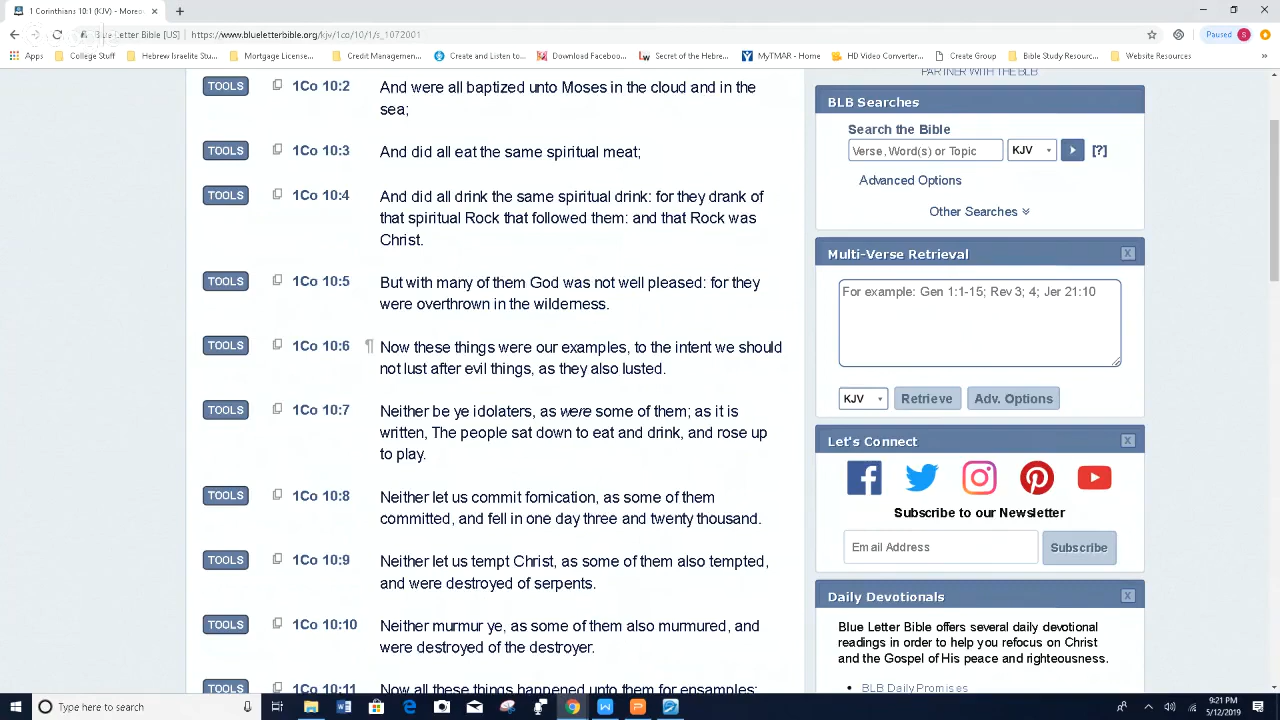 1 Corinthians 10:1 (KJV) - Moreo
Blue Letter Bible [US] | https://www.blueletterbible.org/kjv/1co/10/1/s_1072001
Paused S
Apps College Stuff Hebrew Israelite Stu... Mortgage License... Credit Managemen... Create and Listen to... Download Facebook... Secret of the Hebre... MyTMAR - Home HD Video Converter... Create Group Bible Study Resourc... Website Resources »
PARTNER WITH THE BLB
TOOLS 1Co 10:2 And were all baptized unto Moses in the cloud and in the
sea;
TOOLS 1Co 10:3 And did all eat the same spiritual meat;
TOOLS 1Co 10:4 And did all drink the same spiritual drink: for they drank of
that spiritual Rock that followed them: and that Rock was
Christ.
TOOLS 1Co 10:5 But with many of them God was not well pleased: for they
were overthrown in the wilderness.
TOOLS 1Co 10:6 ¶ Now these things were our examples, to the intent we should
not lust after evil things, as they also lusted.
TOOLS 1Co 10:7 Neither be ye idolaters, as were some of them; as it is
written, The people sat down to eat and drink, and rose up
to play.
TOOLS 1Co 10:8 Neither let us commit fornication, as some of them
committed, and fell in one day three and twenty thousand.
TOOLS 1Co 10:9 Neither let us tempt Christ, as some of them also tempted,
and were destroyed of serpents.
TOOLS 1Co 10:10 Neither murmur ye, as some of them also murmured, and
were destroyed of the destroyer.
TOOLS 1Co 10:11 Now all these things happened unto them for ensamples:
BLB Searches
Search the Bible
Verse, Word(s) or Topic KJV [?]
Advanced Options
Other Searches
Multi-Verse Retrieval X
For example: Gen 1:1-15; Rev 3; 4; Jer 21:10
KJV Retrieve Adv. Options
Let's Connect X
Subscribe to our Newsletter
Email Address Subscribe
Daily Devotionals X
Blue Letter Bible offers several daily devotional
readings in order to help you refocus on Christ
and the Gospel of His peace and righteousness.
• BLB Daily Promises
Type here to search
9:21 PM
5/12/2019